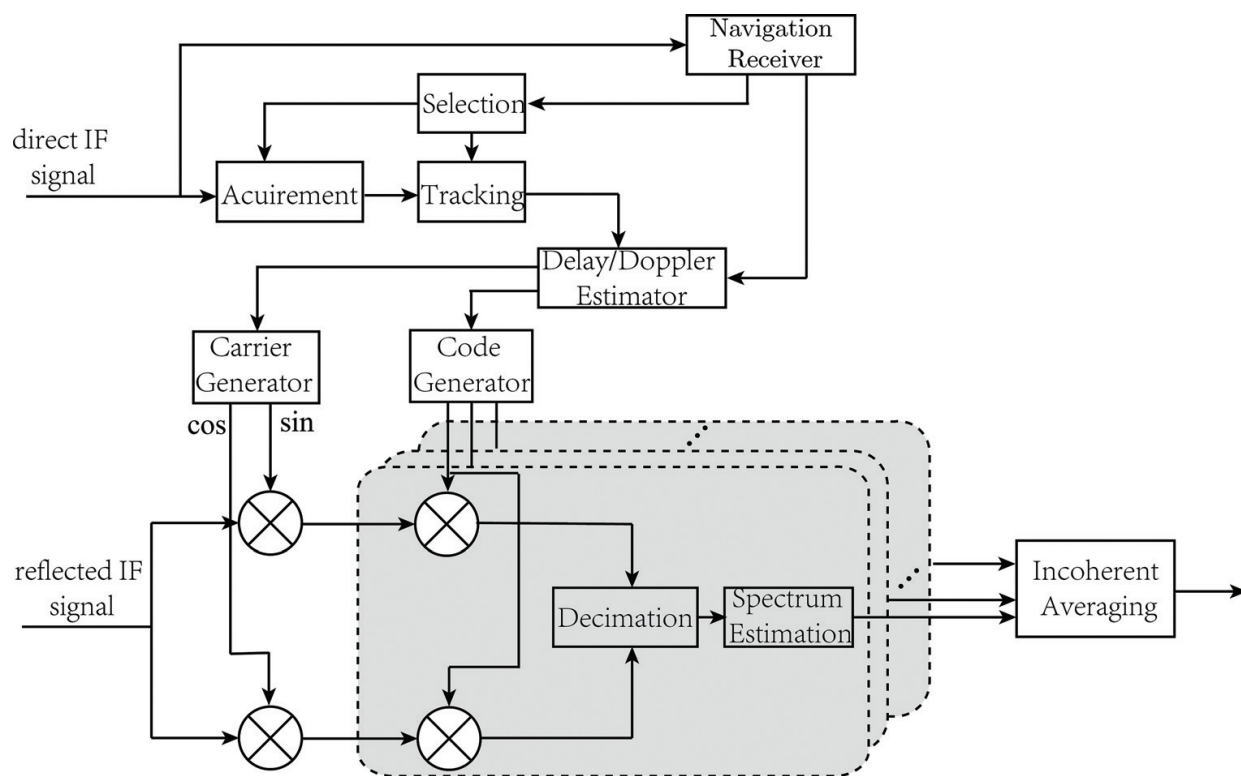 Navigation
Receiver
Selection
direct IF
signal
Acuirement
Tracking
Delay/Doppler
Estimator
Carrier
Generator
Code
Generator
cos
sin
reflected IF
signal
Decimation
Spectrum
Estimation
Incoherent
Averaging